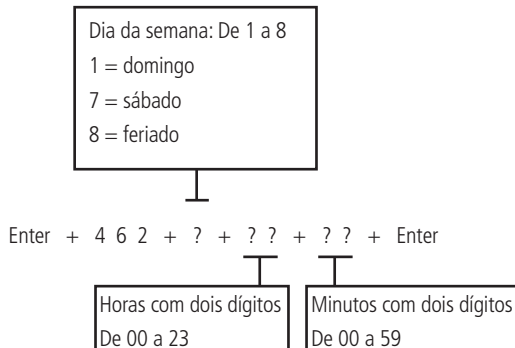 Dia da semana: De 1 a 8
1 = domingo
7 = sábado
8 = feriado
Enter + 4 6 2 + ? + ? ? + ? ? + Enter
Horas com dois dígitos
De 00 a 23
Minutos com dois dígitos
De 00 a 59